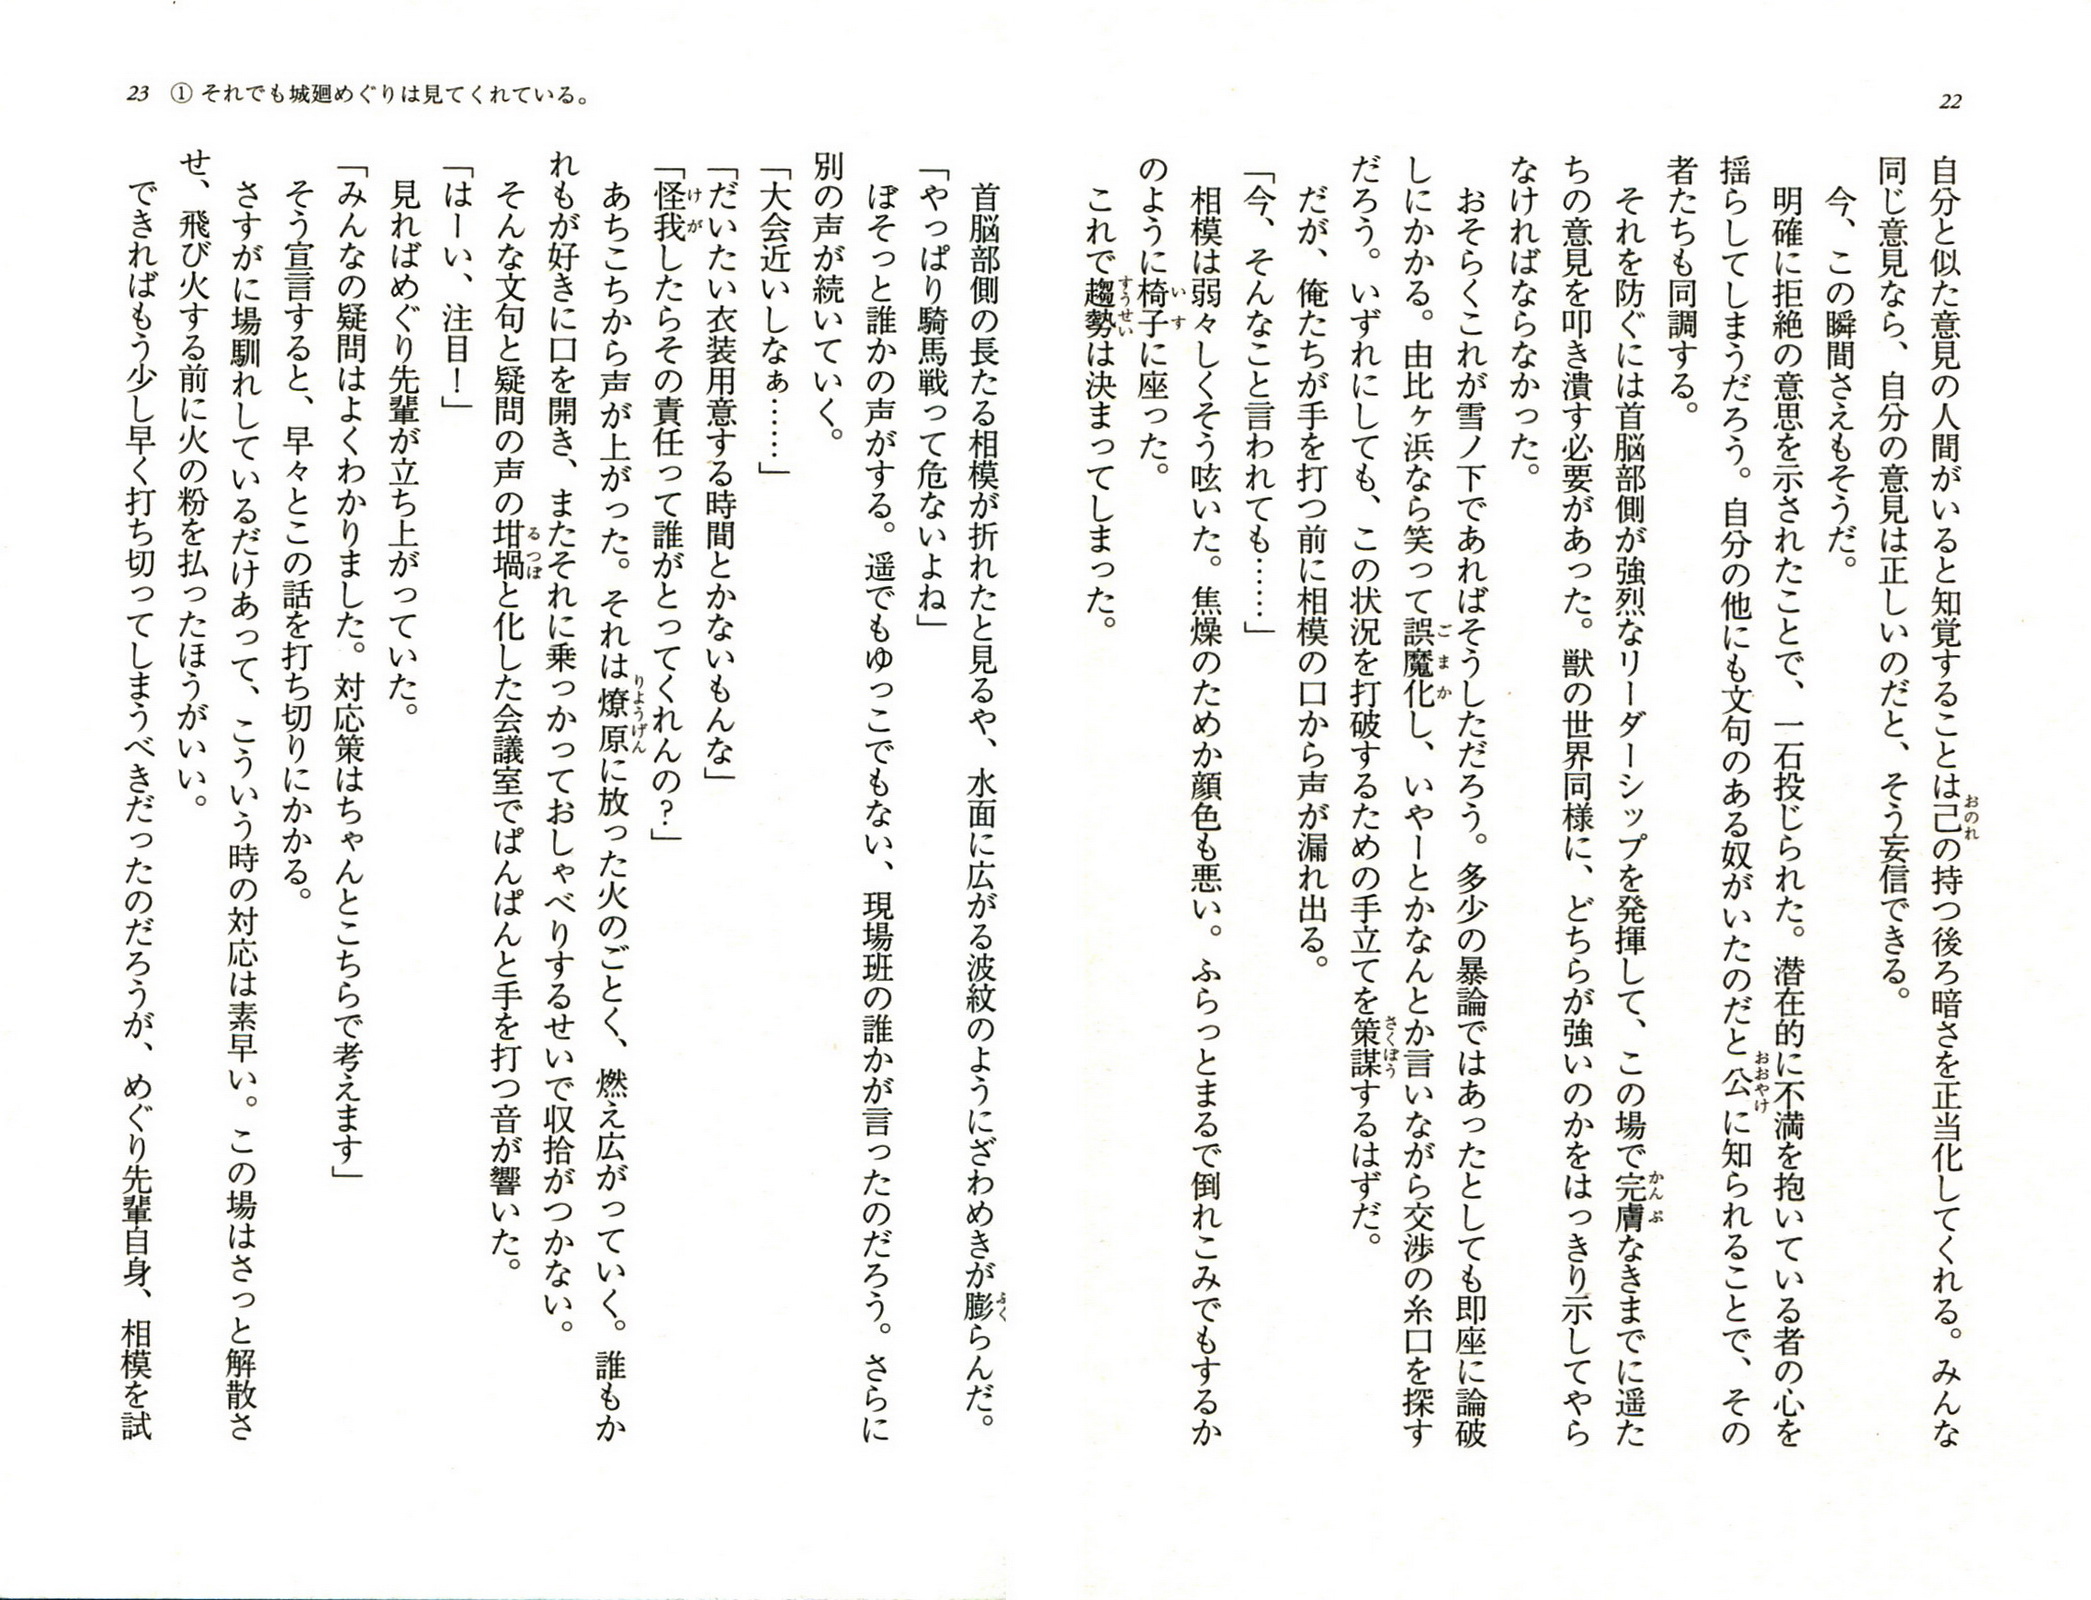 22
自分と似た意見の人間がいると知覚することは己の持つ後ろ暗さを正当化してくれる。みんな
同じ意見なら、自分の意見は正しいのだと、そう妄信できる。
今、この瞬間さえもそうだ。
明確に拒絶の意思を示されたことで、一石投じられた。潜在的に不満を抱いている者の心を
揺らしてしまうだろう。自分の他にも文句のある奴がいたのだと公に知られることで、その
者たちも同調する。
それを防ぐには首脳部側が強烈なリーダーシップを発揮して、この場で完膚なきまでに遥た
ちの意見を叩き潰す必要があった。獣の世界同様に、どちらが強いのかをはっきり示してやら
なければならなかった。
おそらくこれが雪ノ下であればそうしただろう。多少の暴論ではあったとしても即座に論破
しにかかる。由比ヶ浜なら笑って誤魔化し、いやーとかなんとか言いながら交渉の糸口を探す
だろう。いずれにしても、この状況を打破するための手立てを策謀するはずだ。
だが、俺たちが手を打つ前に相模の口から声が漏れ出る。
「今、そんなこと言われても……」
相模は弱々しくそう呟いた。焦燥のためか顔色も悪い。ふらっとまるで倒れこみでもするか
のように椅子に座った。
これで趨勢は決まってしまった。
23 ① それでも城廻めぐりは見てくれている。
首脳部側の長たる相模が折れたと見るや、水面に広がる波紋のようにざわめきが膨らんだ。
「やっぱり騎馬戦って危ないよね」
ぼそっと誰かの声がする。遥でもゆっこでもない、現場班の誰かが言ったのだろう。さらに
別の声が続いていく。
「大会近いしなぁ……」
「だいたい衣装用意する時間とかないもんな」
「怪我したらその責任って誰がとってくれんの？」
あちこちから声が上がった。それは燎原に放った火のごとく、燃え広がっていく。誰もか
れもが好きに口を開き、またそれに乗っかっておしゃべりするせいで収拾がつかない。
そんな文句と疑問の声の坩堝と化した会議室でぱんぱんと手を打つ音が響いた。
「はーい、注目！」
見ればめぐり先輩が立ち上がっていた。
「みんなの疑問はよくわかりました。対応策はちゃんとこちらで考えます」
そう宣言すると、早々とこの話を打ち切りにかかる。
さすがに場馴れしているだけあって、こういう時の対応は素早い。この場はさっと解散さ
せ、飛び火する前に火の粉を払ったほうがいい。
できればもう少し早く打ち切ってしまうべきだったのだろうが、めぐり先輩自身、相模を試